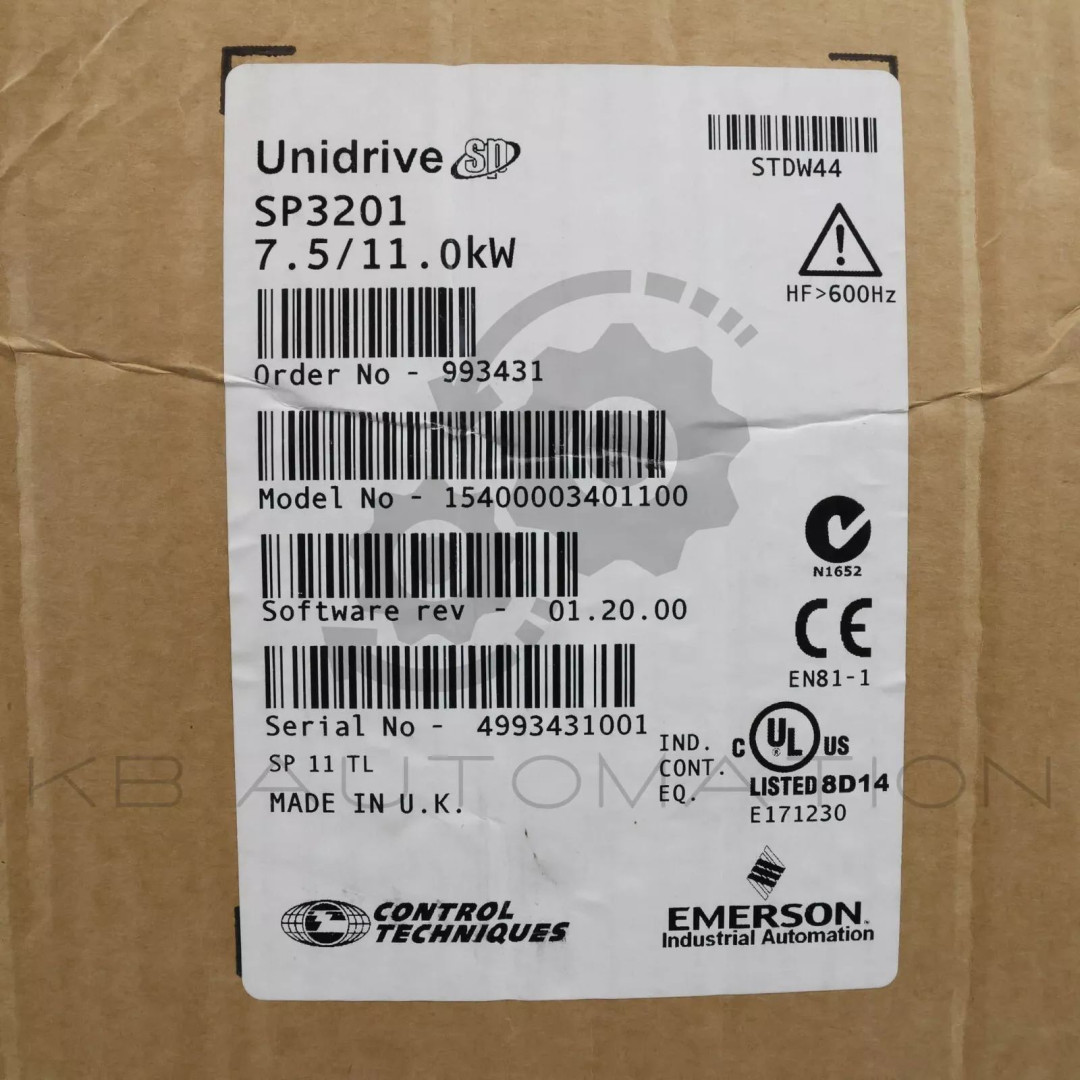 Unidrive SP
STDW44
SP3201
7.5/11.0kW
HF>600Hz
Order No - 993431
Model No - 15400003401100
N1652
Software rev - 01.20.00
CE
EN81-1
Serial No - 4993431001
SP 11 TL
MADE IN U.K.
IND.
CONT.
EQ.
C UL US
®
LISTED 8D14
E171230
KB AUTOMATION
CONTROL
TECHNIQUES
EMERSON™
Industrial Automation